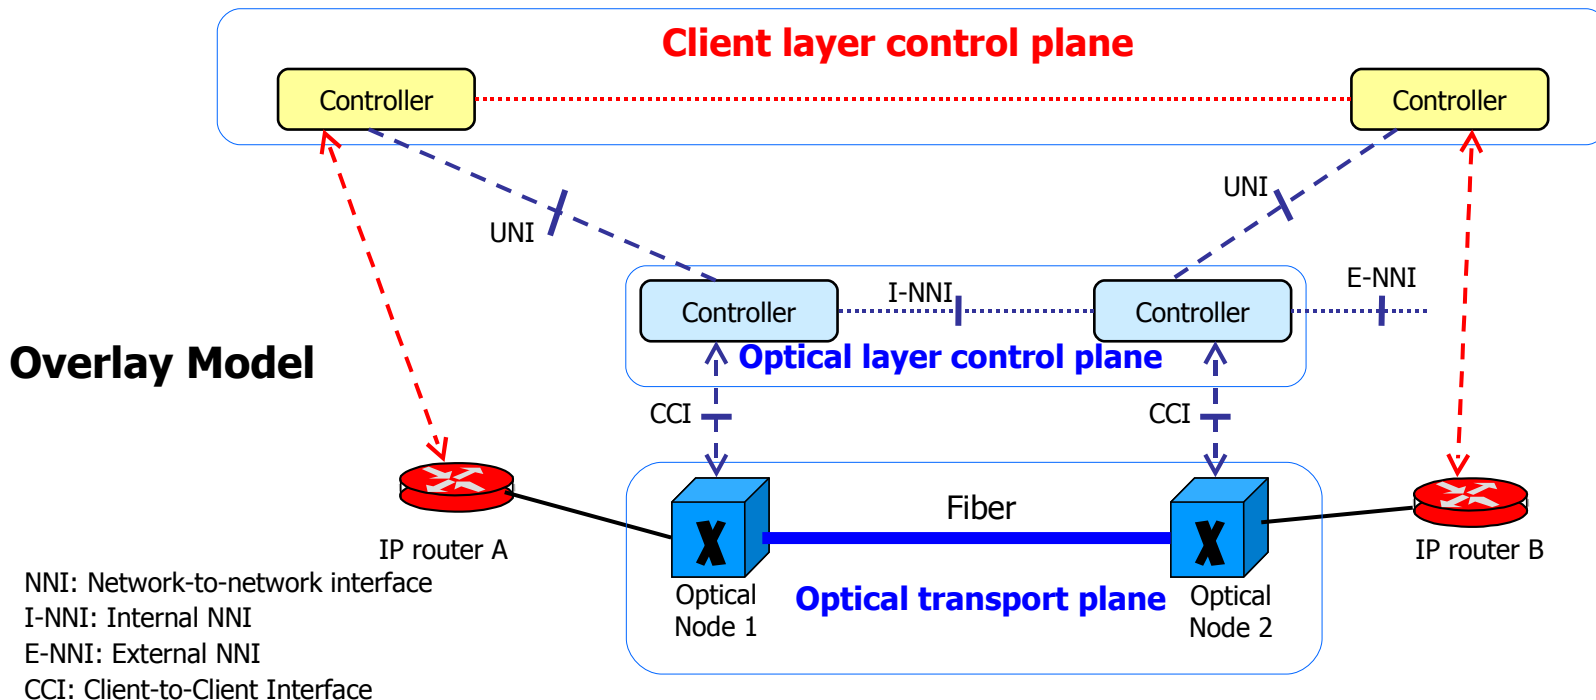 Client layer control plane
Controller
Controller
UNI
UNI
I-NNI
E-NNI
Controller
Controller
Optical layer control plane
Overlay Model
CCI
CCI
Fiber
IP router A
IP router B
Optical
Node 1
Optical transport plane
Optical
Node 2
NNI: Network-to-network interface
I-NNI: Internal NNI
E-NNI: External NNI
CCI: Client-to-Client Interface